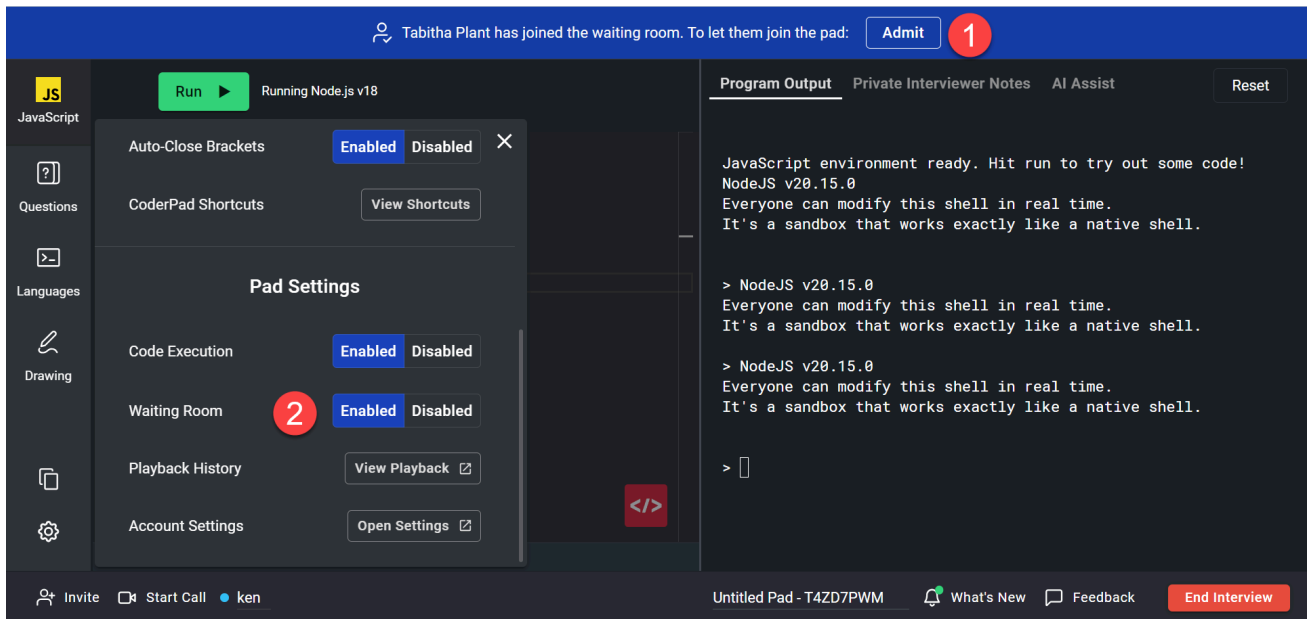 Tabitha Plant has joined the waiting room. To let them join the pad: Admit 1
JS
JavaScript
Questions
Languages
Drawing
Run Running Node.js v18
Auto-Close Brackets Enabled Disabled
CoderPad Shortcuts View Shortcuts
Pad Settings
Code Execution Enabled Disabled
Waiting Room 2 Enabled Disabled
Playback History View Playback
Account Settings Open Settings
</>
Program Output Private Interviewer Notes AI Assist Reset
JavaScript environment ready. Hit run to try out some code!
NodeJS v20.15.0
Everyone can modify this shell in real time.
It's a sandbox that works exactly like a native shell.
> NodeJS v20.15.0
Everyone can modify this shell in real time.
It's a sandbox that works exactly like a native shell.
> NodeJS v20.15.0
Everyone can modify this shell in real time.
It's a sandbox that works exactly like a native shell.
>
Invite Start Call ken Untitled Pad - T4ZD7PWM What's New Feedback End Interview